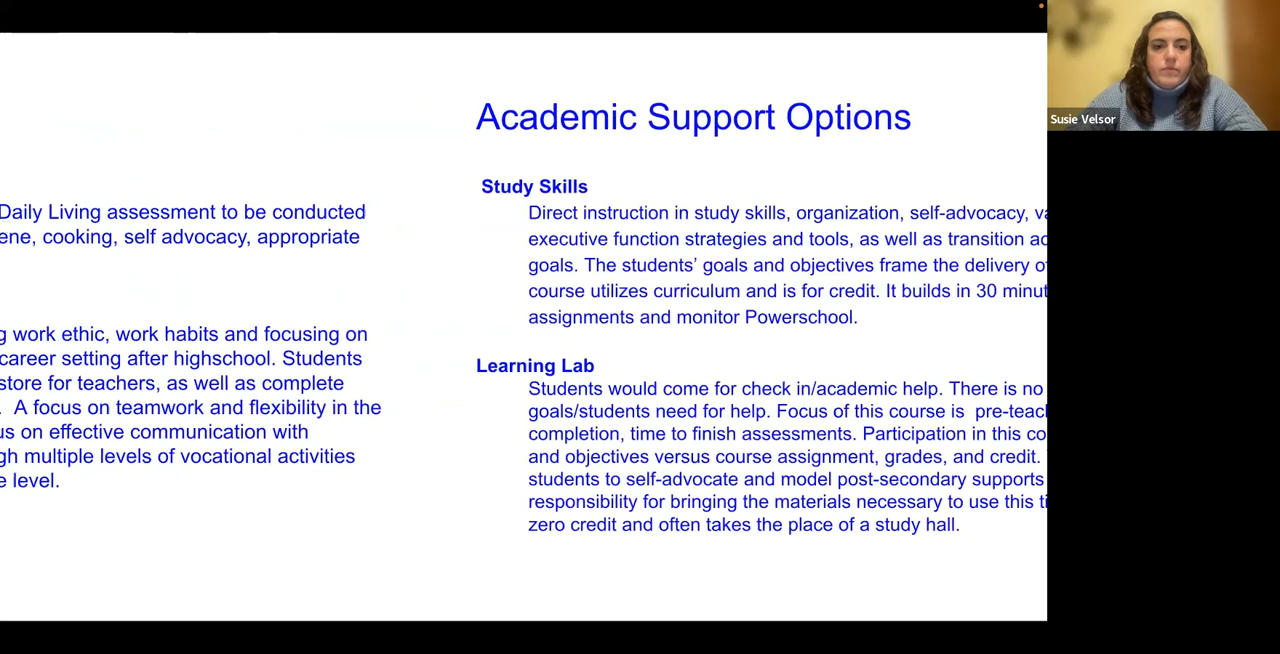 Daily Living assessment to be conducted
cooking, self advocacy, appropriate
work ethic, work habits and focusing on
career setting after highschool. Students
store for teachers, as well as complete
. A focus on teamwork and flexibility in the
on effective communication with
multiple levels of vocational activities
level.
Academic Support Options
Study Skills
Direct instruction in study skills, organization, self-advocacy,
executive function strategies and tools, as well as transition
goals. The students’ goals and objectives frame the delivery
course utilizes curriculum and is for credit. It builds in 30
assignments and monitor Powerschool.
Learning Lab
Students would come for check in/academic help. There is no
goals/students need for help. Focus of this course is pre-teac
completion, time to finish assessments. Participation in this
and objectives versus course assignment, grades, and credit.
students to self-advocate and model post-secondary supports
responsibility for bringing the materials necessary to use this
zero credit and often takes the place of a study hall.
Susie Velsor